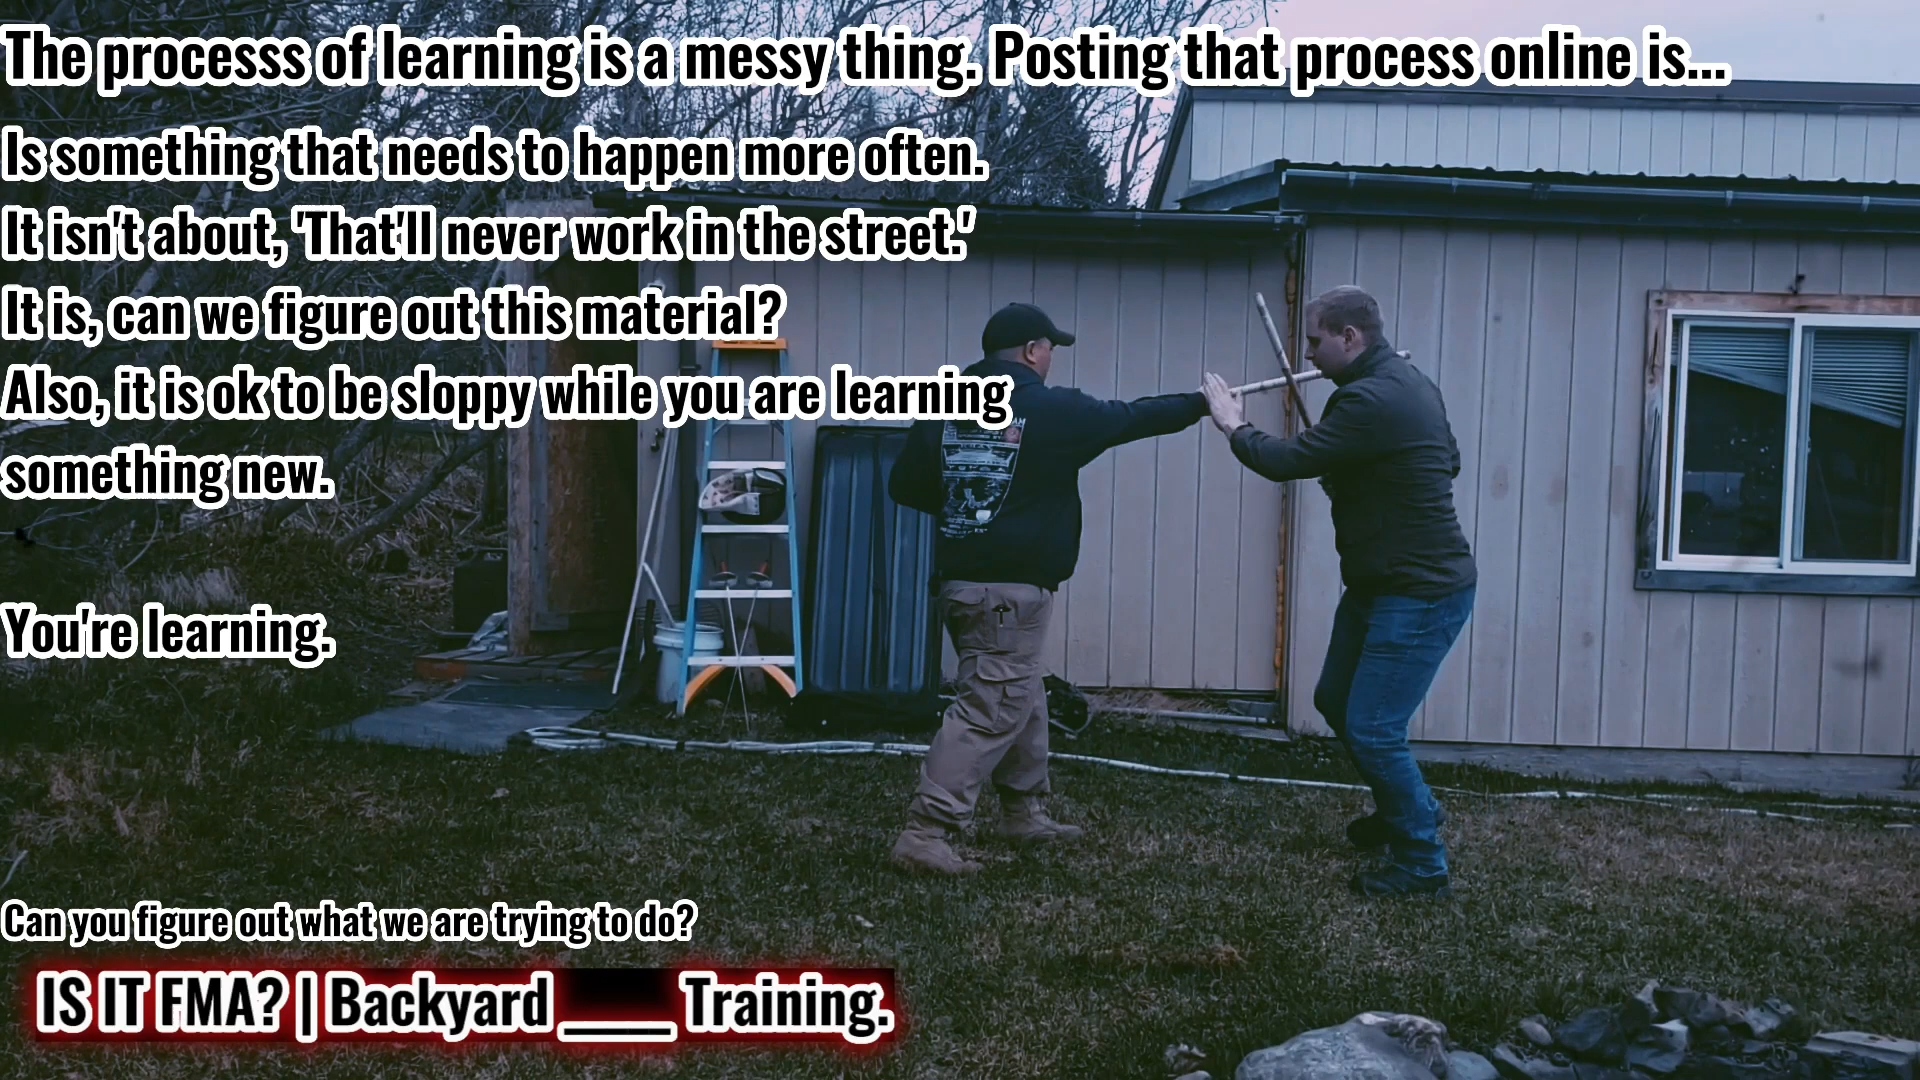 The processs of learning is a messy thing. Posting that process online is...
Is something that needs to happen more often.
It isn't about, 'That'll never work in the street.'
It is, can we figure out this material?
Also, it is ok to be sloppy while you are learning
something new.
You're learning.
Can you figure out what we are trying to do?
IS IT FMA? | Backyard ____ Training.